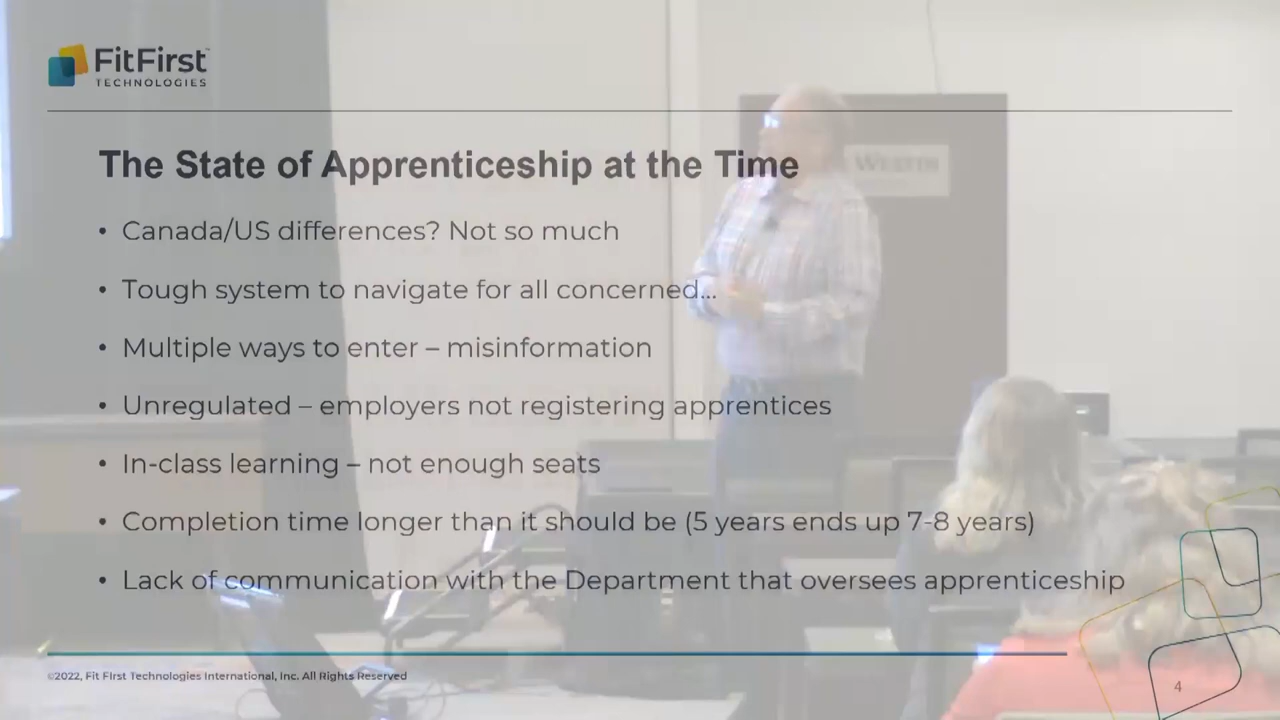 FitFirst™
TECHNOLOGIES
WESTIN
The State of Apprenticeship at the Time
• Canada/US differences? Not so much
• Tough system to navigate for all concerned...
• Multiple ways to enter – misinformation
• Unregulated – employers not registering apprentices
• In-class learning – not enough seats
• Completion time longer than it should be (5 years ends up 7-8 years)
• Lack of communication with the Department that oversees apprenticeship
©2022, Fit FIrst Technologies International, Inc. All Rights Reserved
4